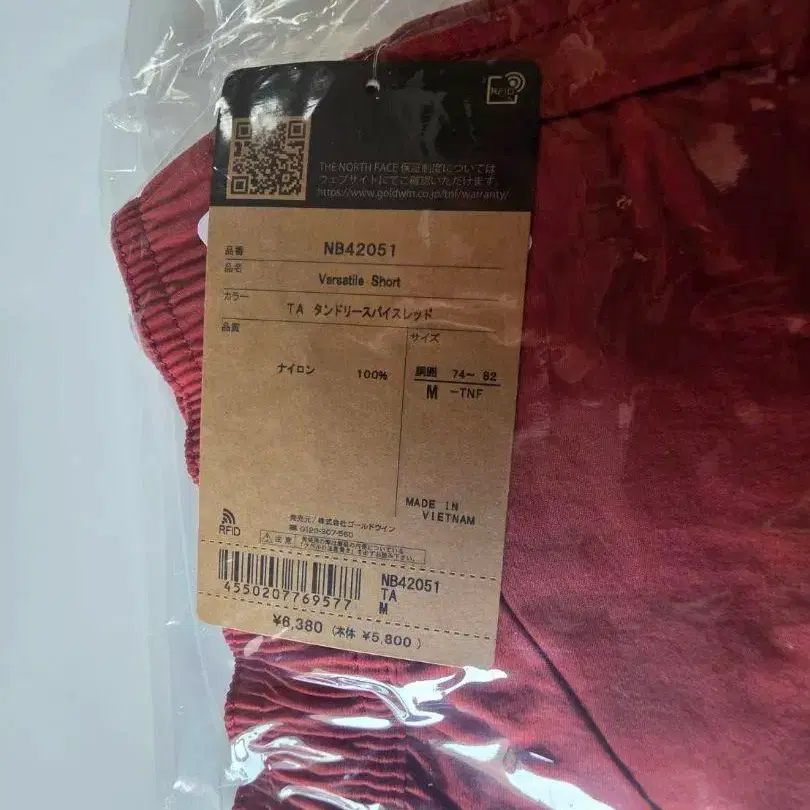 RFID
THE NORTH FACE 保証制度については
ウェブサイトにてご確認いただけます。
https://www.goldwin.co.jp/tnf/warranty/
品番 NB42051
品名 Versatile Short
カラー TA タンドリースパイスレッド
品質 サイズ
ナイロン 100% 胴囲 74～ 82
M -TNF
MADE IN
VIETNAM
RFID
発売元/株式会社ゴールドウイン
0120-307-560
注意
4550207769577
NB42051
TA
M
¥6,380 (本体 ¥5,800 )